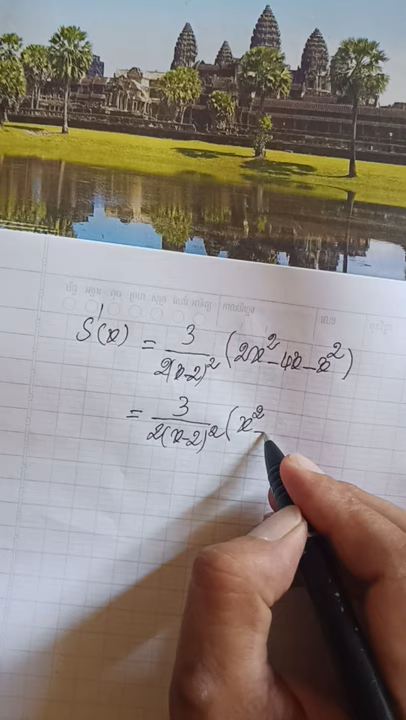 S'(x) = 3/2(x-2)² (2x²-4x-x²)
= 3/2(x-2)² (x²-